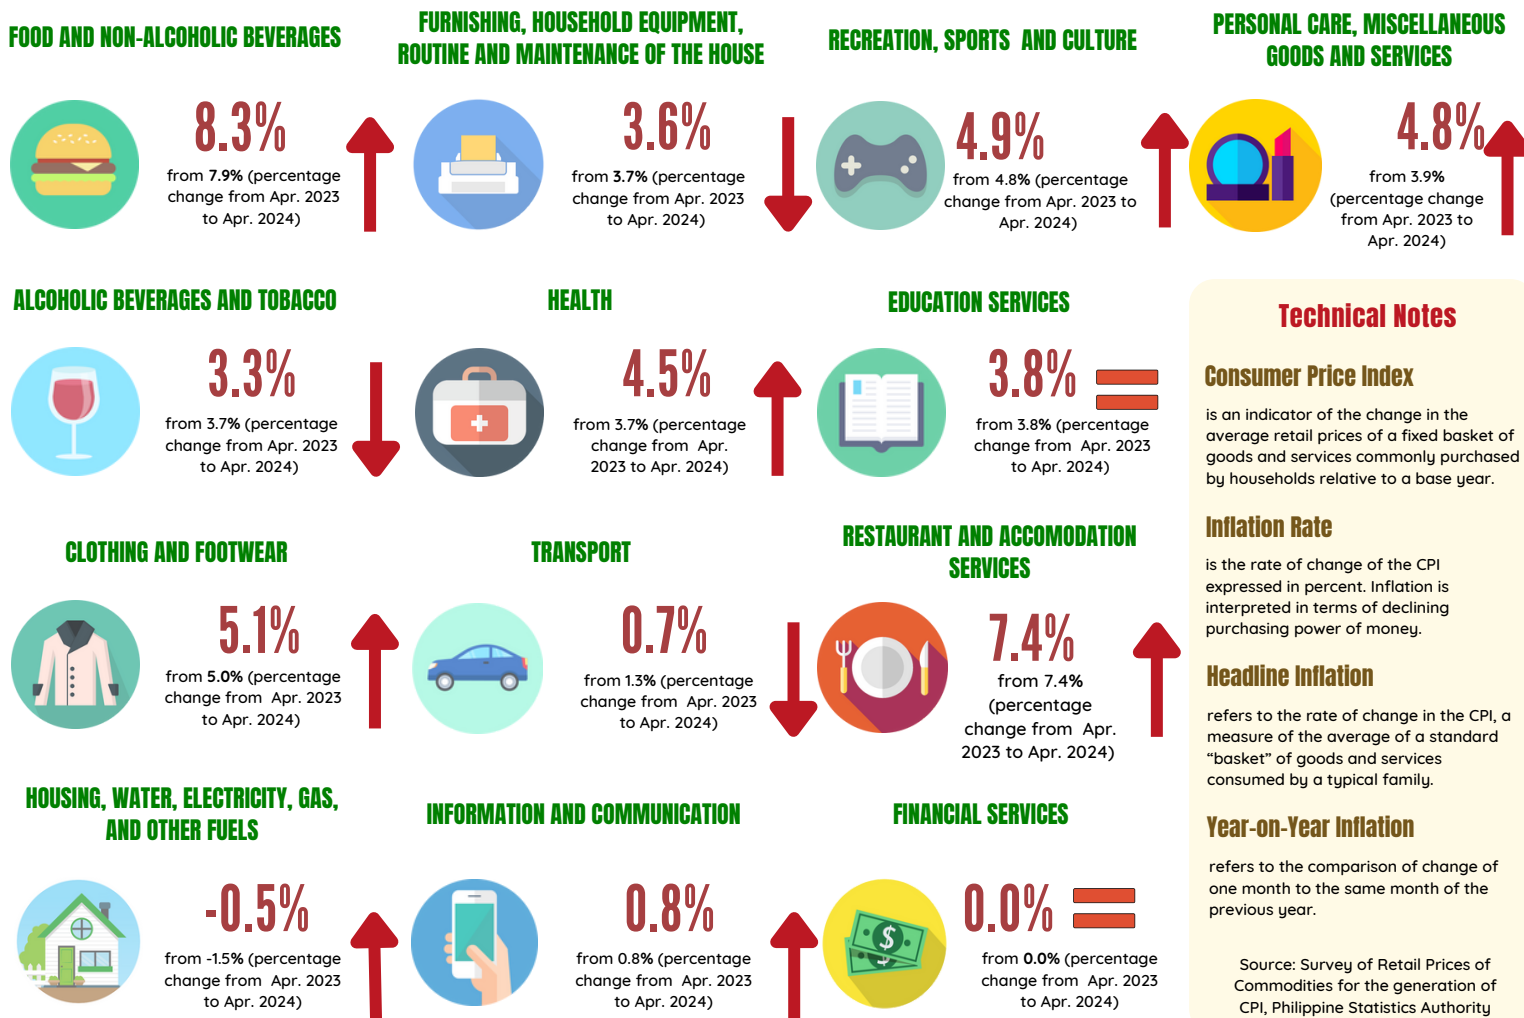 FOOD AND NON-ALCOHOLIC BEVERAGES
8.3%
from 7.9% (percentage
change from Apr. 2023
to Apr. 2024)
FURNISHING, HOUSEHOLD EQUIPMENT,
ROUTINE AND MAINTENANCE OF THE HOUSE
3.6%
from 3.7% (percentage
change from Apr. 2023
to Apr. 2024)
RECREATION, SPORTS AND CULTURE
4.9%
from 4.8% (percentage
change from Apr. 2023 to
Apr. 2024)
PERSONAL CARE, MISCELLANEOUS
GOODS AND SERVICES
4.8%
from 3.9%
(percentage change
from Apr. 2023 to
Apr. 2024)
ALCOHOLIC BEVERAGES AND TOBACCO
3.3%
from 3.7% (percentage
change from Apr. 2023
to Apr. 2024)
HEALTH
4.5%
from 3.7% (percentage
change from Apr.
2023 to Apr. 2024)
EDUCATION SERVICES
3.8%
from 3.8% (percentage
change from Apr. 2023
to Apr. 2024)
CLOTHING AND FOOTWEAR
5.1%
from 5.0% (percentage
change from Apr. 2023
to Apr. 2024)
TRANSPORT
0.7%
from 1.3% (percentage
change from Apr. 2023
to Apr. 2024)
RESTAURANT AND ACCOMODATION
SERVICES
7.4%
from 7.4%
(percentage
change from Apr.
2023 to Apr. 2024)
HOUSING, WATER, ELECTRICITY, GAS,
AND OTHER FUELS
-0.5%
from -1.5% (percentage
change from Apr. 2023
to Apr. 2024)
INFORMATION AND COMMUNICATION
0.8%
from 0.8% (percentage
change from Apr. 2023
to Apr. 2024)
FINANCIAL SERVICES
0.0%
from 0.0% (percentage
change from Apr. 2023
to Apr. 2024)
Technical Notes
Consumer Price Index
is an indicator of the change in the
average retail prices of a fixed basket of
goods and services commonly purchased
by households relative to a base year.
Inflation Rate
is the rate of change of the CPI
expressed in percent. Inflation is
interpreted in terms of declining
purchasing power of money.
Headline Inflation
refers to the rate of change in the CPI, a
measure of the average of a standard
“basket” of goods and services
consumed by a typical family.
Year-on-Year Inflation
refers to the comparison of change of
one month to the same month of the
previous year.
Source: Survey of Retail Prices of
Commodities for the generation of
CPI, Philippine Statistics Authority